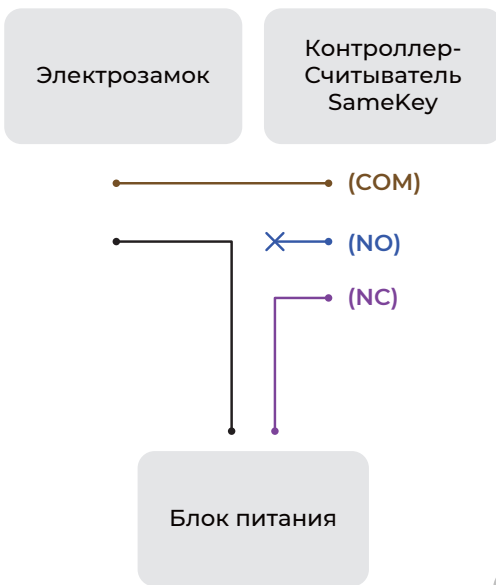 Электрозамок
Контроллер-
Считыватель
SameKey
(COM)
(NO)
(NC)
Блок питания